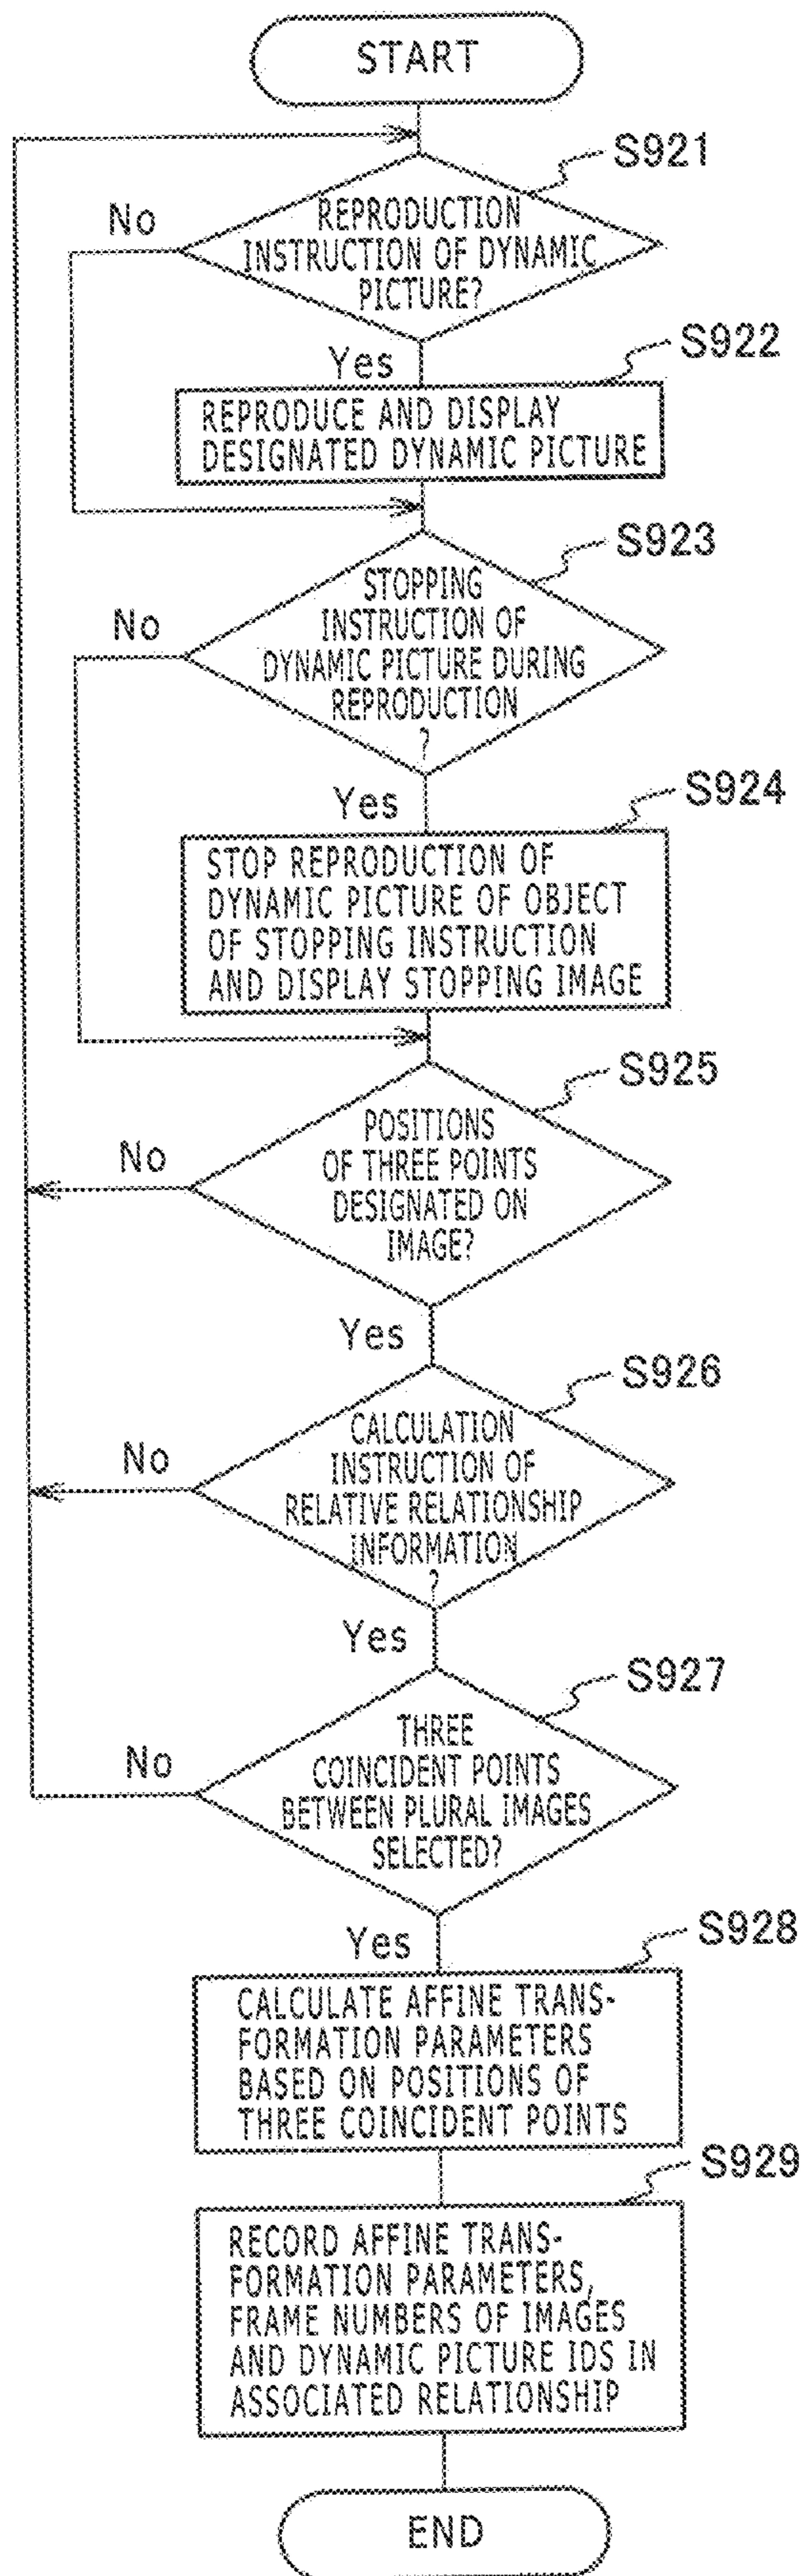 START
S921
No
REPRODUCTION
INSTRUCTION OF DYNAMIC
PICTURE?
Yes
S922
REPRODUCE AND DISPLAY
DESIGNATED DYNAMIC PICTURE
S923
No
STOPPING
INSTRUCTION OF
DYNAMIC PICTURE DURING
REPRODUCTION
?
Yes
S924
STOP REPRODUCTION OF
DYNAMIC PICTURE OF OBJECT
OF STOPPING INSTRUCTION
AND DISPLAY STOPPING IMAGE
S925
No
POSITIONS
OF THREE POINTS
DESIGNATED ON
IMAGE?
Yes
S926
No
CALCULATION
INSTRUCTION OF
RELATIVE RELATIONSHIP
INFORMATION
?
Yes
S927
No
THREE
COINCIDENT POINTS
BETWEEN PLURAL IMAGES
SELECTED?
Yes
S928
CALCULATE AFFINE TRANS-
FORMATION PARAMETERS
BASED ON POSITIONS OF
THREE COINCIDENT POINTS
S929
RECORD AFFINE TRANS-
FORMATION PARAMETERS,
FRAME NUMBERS OF IMAGES
AND DYNAMIC PICTURE IDS IN
ASSOCIATED RELATIONSHIP
END